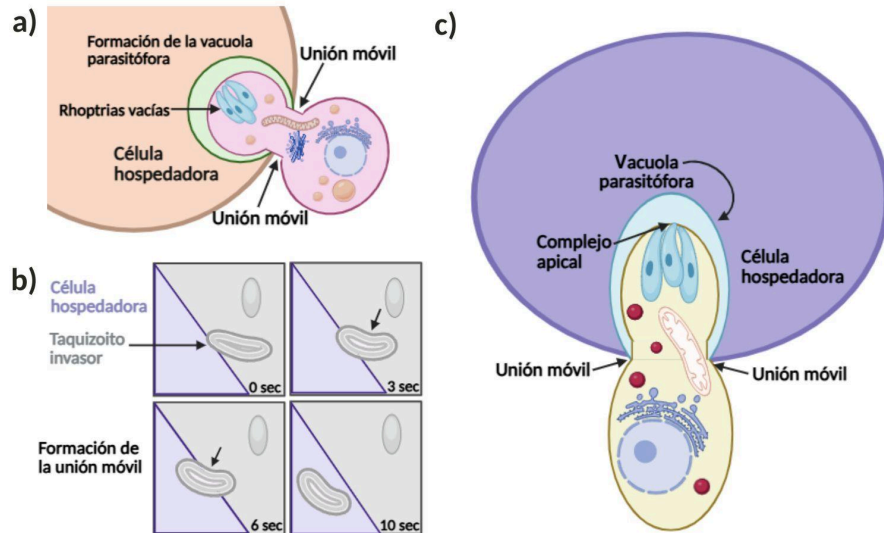 a)
Formación de la vacuola
parasitófora
Unión móvil
Rhoptrias vacías
Célula
hospedadora
Unión móvil
b)
Célula
hospedadora
Taquizoito
invasor
0 sec
3 sec
Formación de
la unión móvil
6 sec
10 sec
c)
Vacuola
parasitófora
Complejo
apical
Célula
hospedadora
Unión móvil
Unión móvil